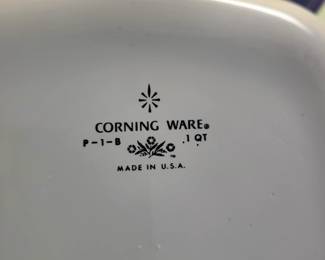 CORNING WARE®
P-1-B 1 QT
MADE IN U.S.A.